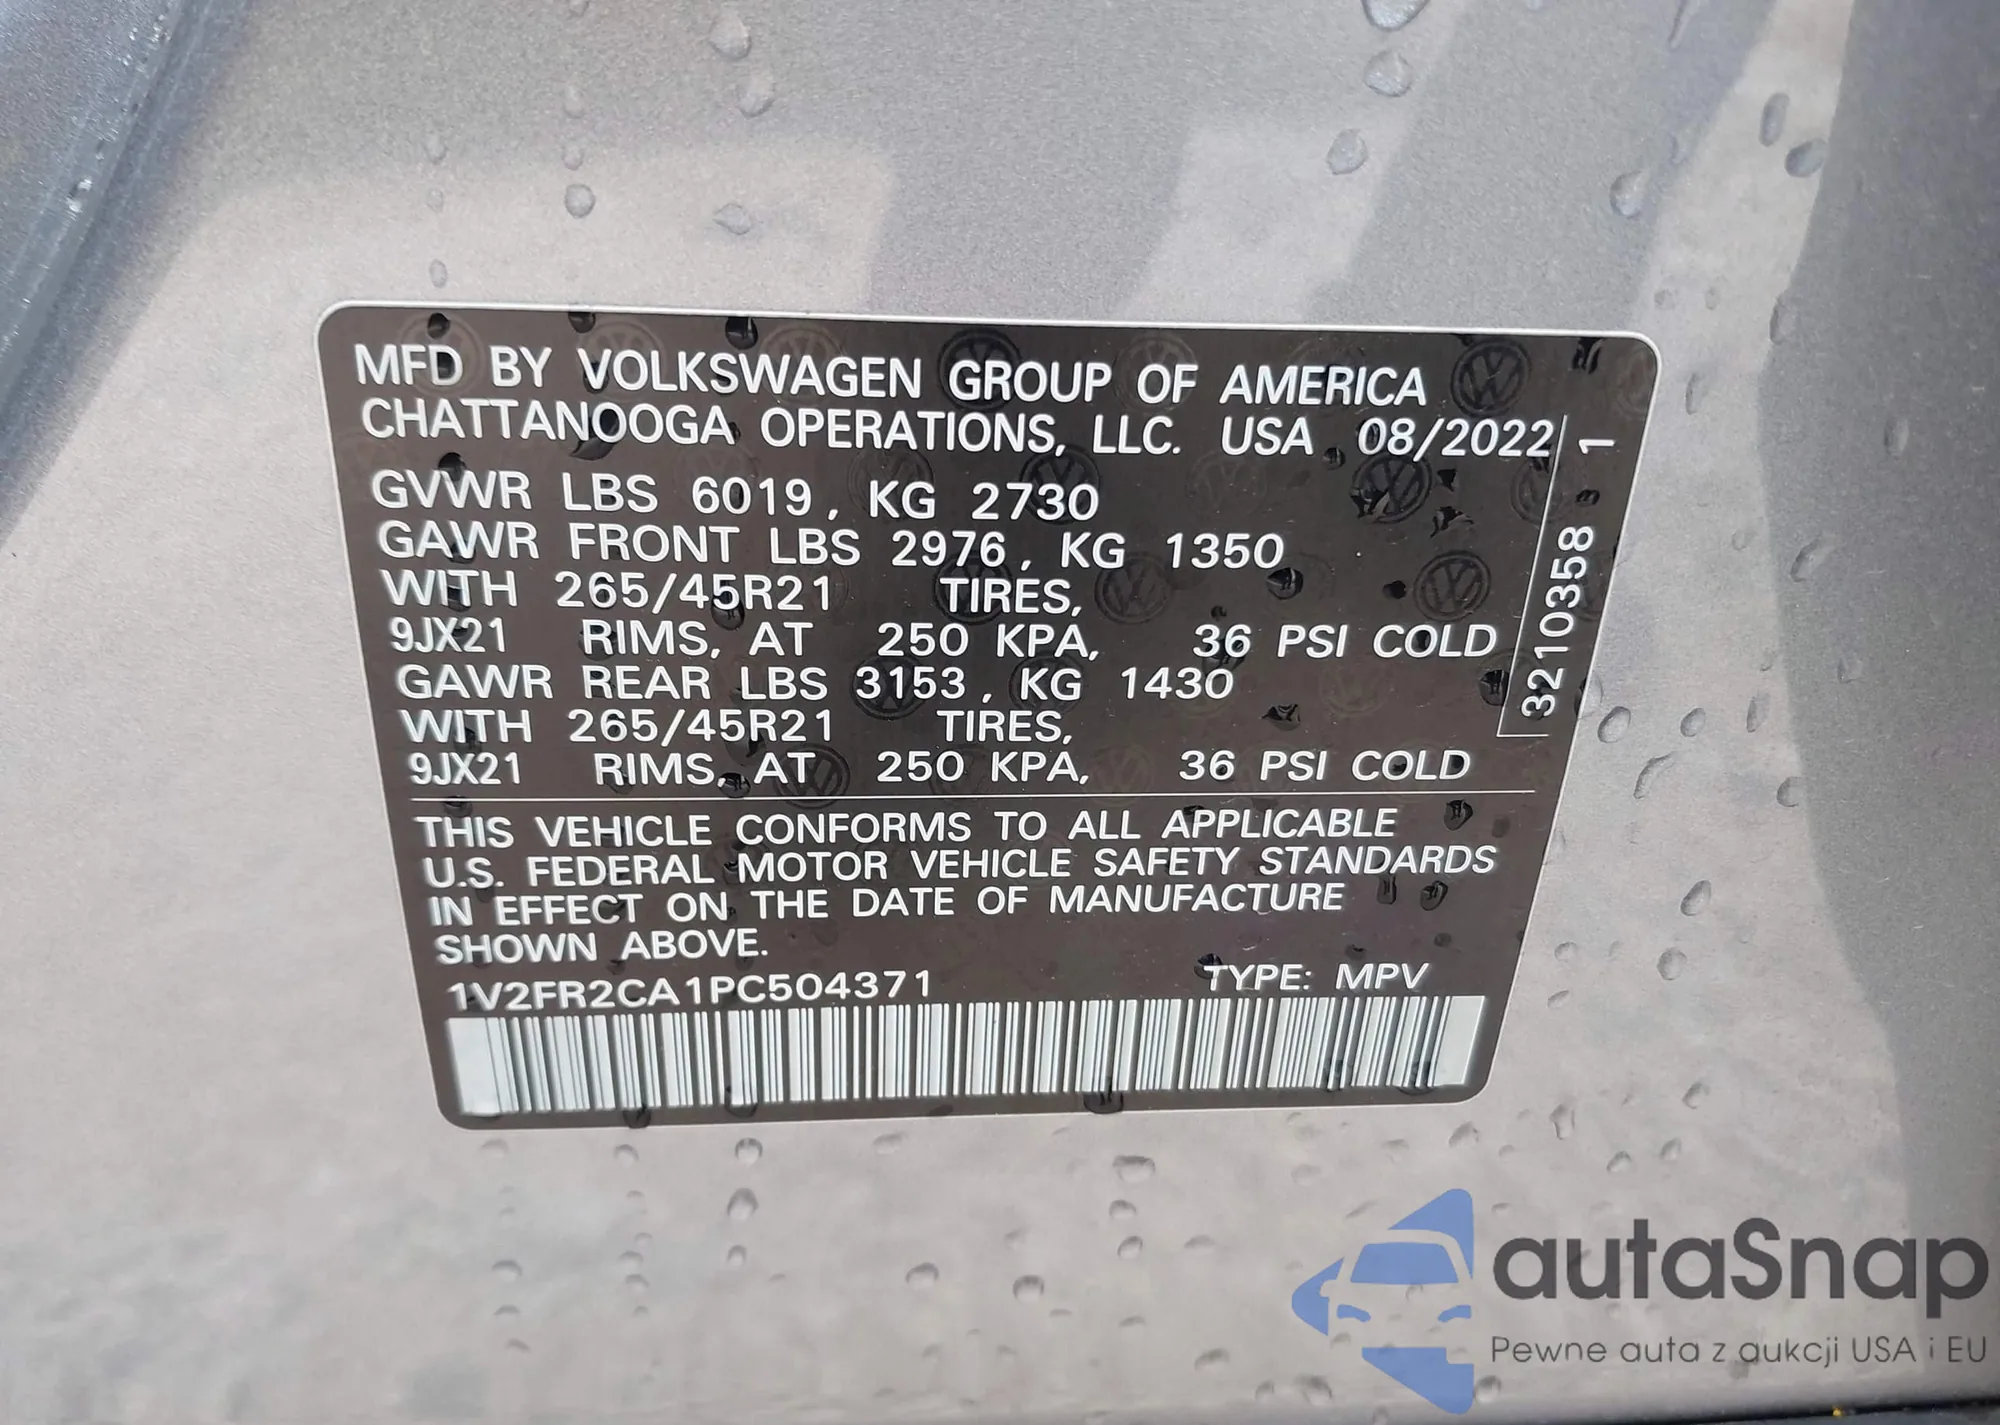 MFD BY VOLKSWAGEN GROUP OF AMERICA
CHATTANOOGA OPERATIONS, LLC. USA 08/2022
GVWR LBS 6019, KG 2730
GAWR FRONT LBS 2976, KG 1350
WITH 265/45R21 TIRES,
9JX21 RIMS, AT 250 KPA, 36 PSI COLD
GAWR REAR LBS 3153, KG 1430
WITH 265/45R21 TIRES,
9JX21 RIMS, AT 250 KPA, 36 PSI COLD
THIS VEHICLE CONFORMS TO ALL APPLICABLE
U.S. FEDERAL MOTOR VEHICLE SAFETY STANDARDS
IN EFFECT ON THE DATE OF MANUFACTURE
SHOWN ABOVE.
1V2FR2CA1PC504371 TYPE: MPV
3210358 3 1
autaSnap
Pewne auta z aukcji USA i EU